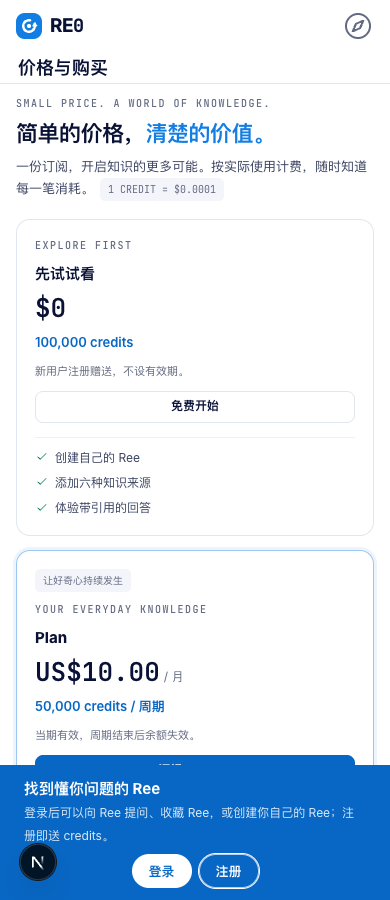 RE0
价格与购买
SMALL PRICE. A WORLD OF KNOWLEDGE.
简单的价格，清楚的价值。
一份订阅，开启知识的更多可能。按实际使用计费，随时知道
每一笔消耗。 1 CREDIT = $0.0001
EXPLORE FIRST
先试试看
$0
100,000 credits
新用户注册赠送，不设有效期。
免费开始
创建自己的 Ree
添加六种知识来源
体验带引用的回答
让好奇心持续发生
YOUR EVERYDAY KNOWLEDGE
Plan
US$10.00 / 月
50,000 credits / 周期
当期有效，周期结束后余额失效。
找到懂你问题的 Ree
登录后可以向 Ree 提问、收藏 Ree，或创建你自己的 Ree；注
册即送 credits。
N
登录 注册